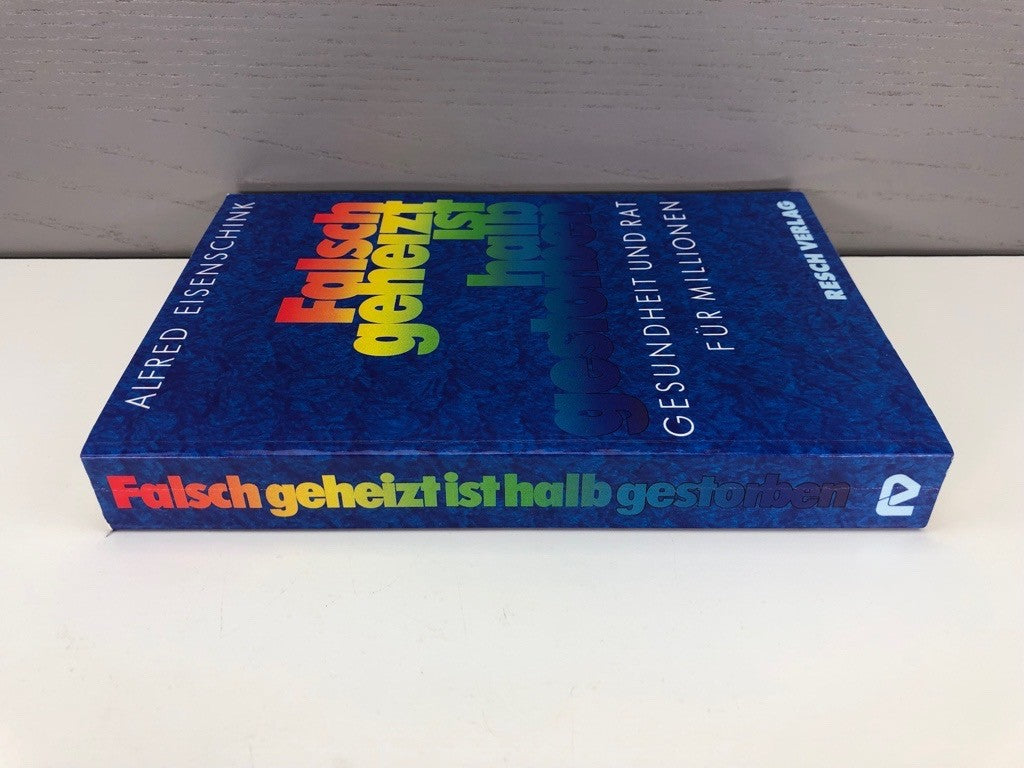 ALFRED EISENSCHINK
Falsch
geheizt
ist
halb
gestorben
GESUNDHEIT UND RAT
FÜR MILLIONEN
RESCH VERLAG
Falsch geheizt ist halb gestorben